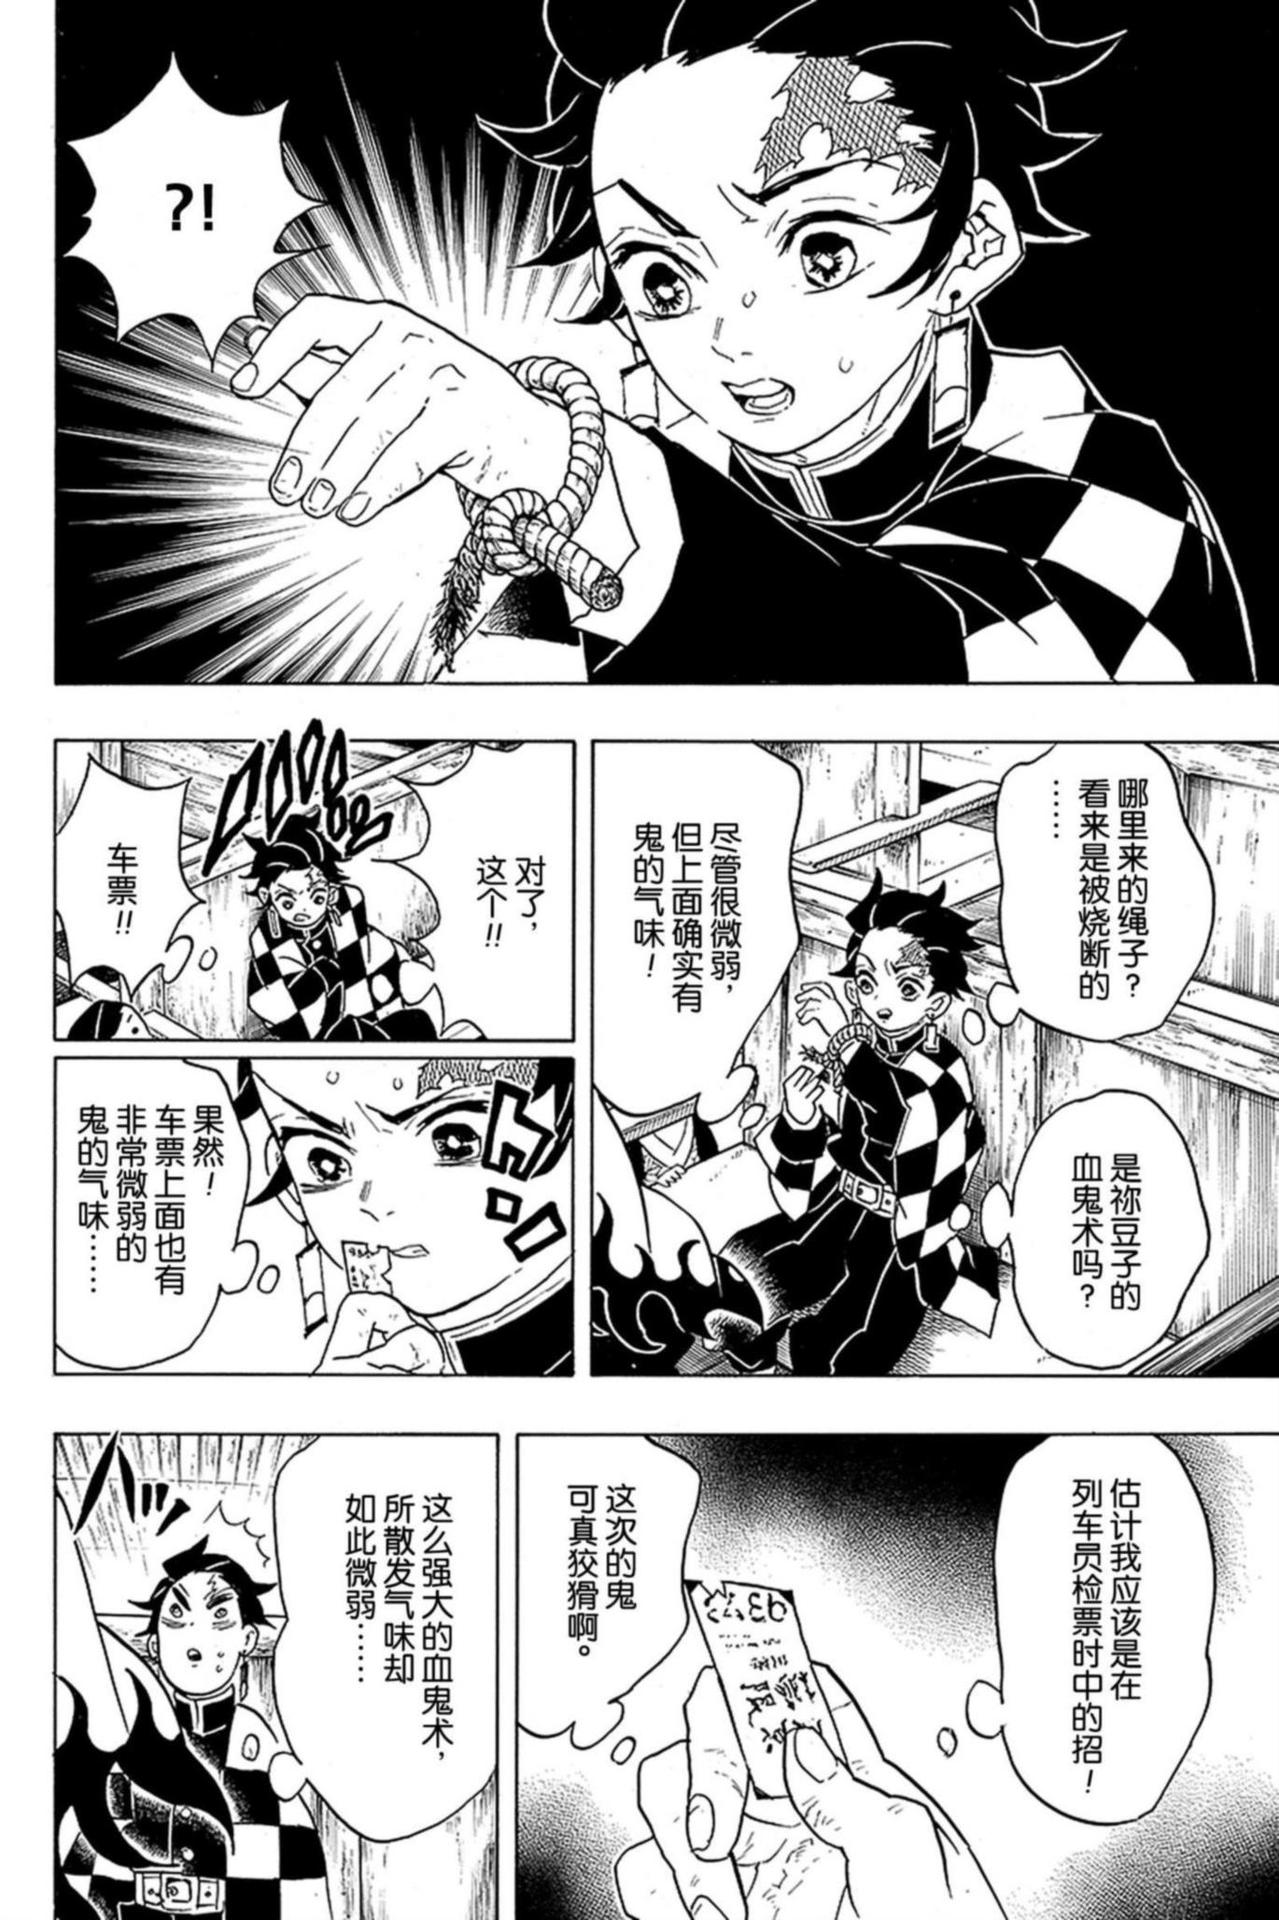 ?!
哪里来的绳子?
看来是被烧断的
……
是祢豆子的
血鬼术吗?
尽管很微弱,
但上面确实有
鬼的气味!
对了,
这个!!
车票!!
果然!
车票上面也有
非常微弱的
鬼的气味……
估计我应该是在
列车员检票时中的招!
这次的鬼
可真狡猾啊。
这么强大的血鬼术,
所散发气味却
如此微弱……